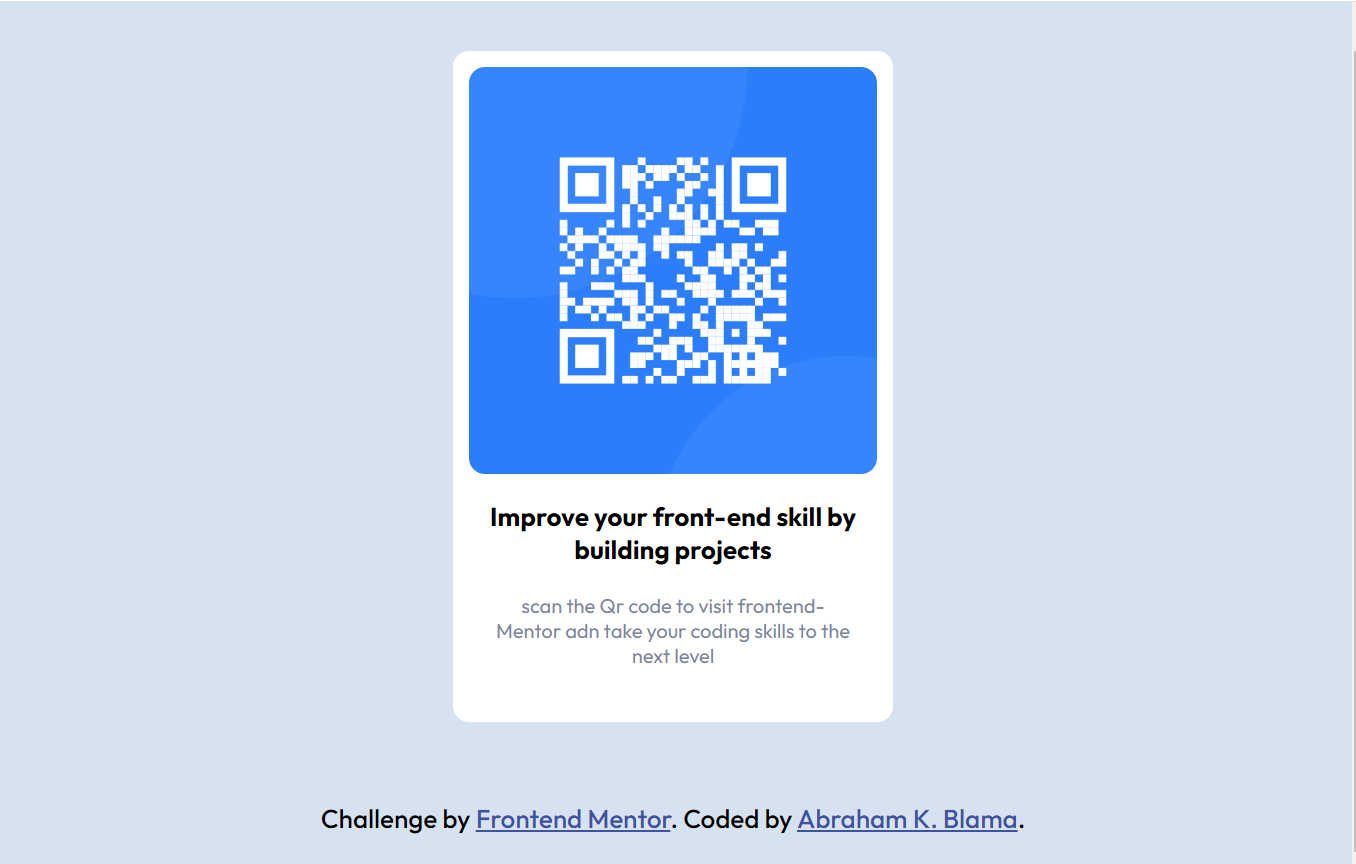 Improve your front-end skill by
building projects
scan the Qr code to visit frontend-
Mentor adn take your coding skills to the
next level
Challenge by Frontend Mentor. Coded by Abraham K. Blama.